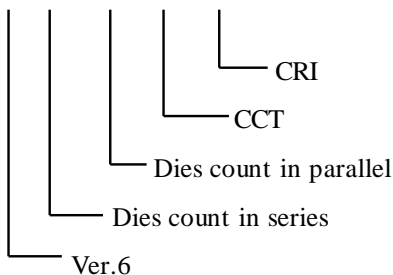 CRI
CCT
Dies count in parallel
Dies count in series
Ver.6